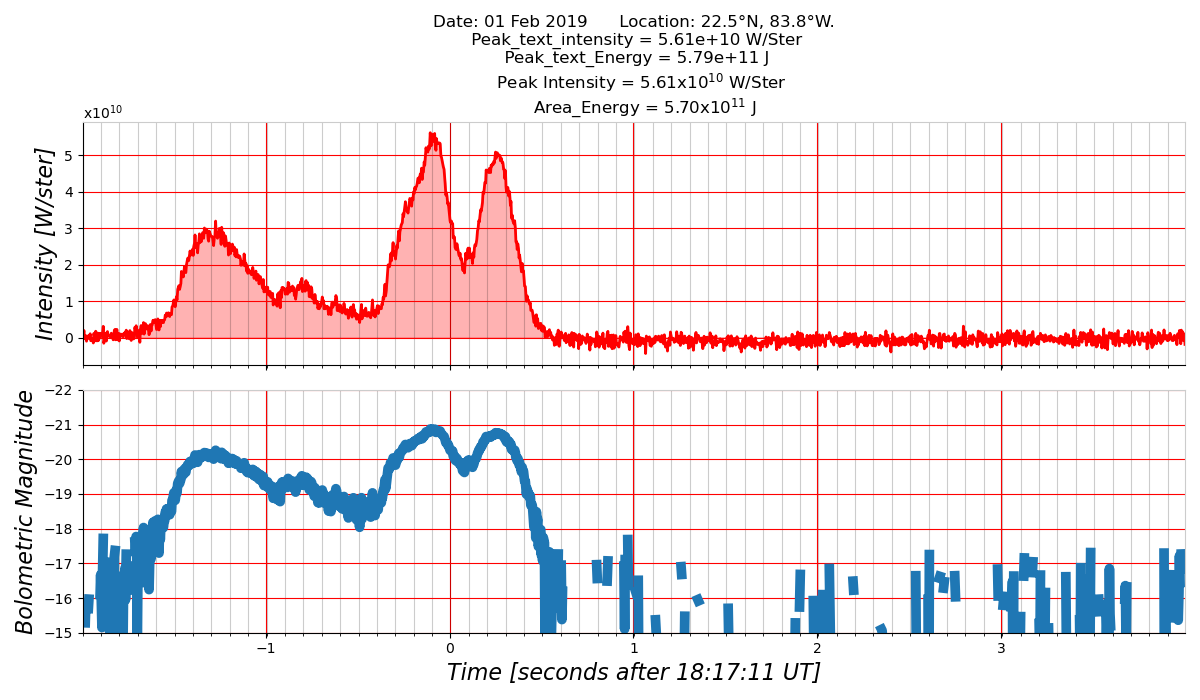 Date: 01 Feb 2019 Location: 22.5°N, 83.8°W.
Peak_text_intensity = 5.61e+10 W/Ster
Peak_text_Energy = 5.79e+11 J
Peak Intensity = 5.61x10¹⁰ W/Ster
Area_Energy = 5.70x10¹¹ J
x10¹⁰
Intensity [W/ster]
5
4
3
2
1
0
Bolometric Magnitude
−22
−21
−20
−19
−18
−17
−16
−15
−1 0 1 2 3
Time [seconds after 18:17:11 UT]